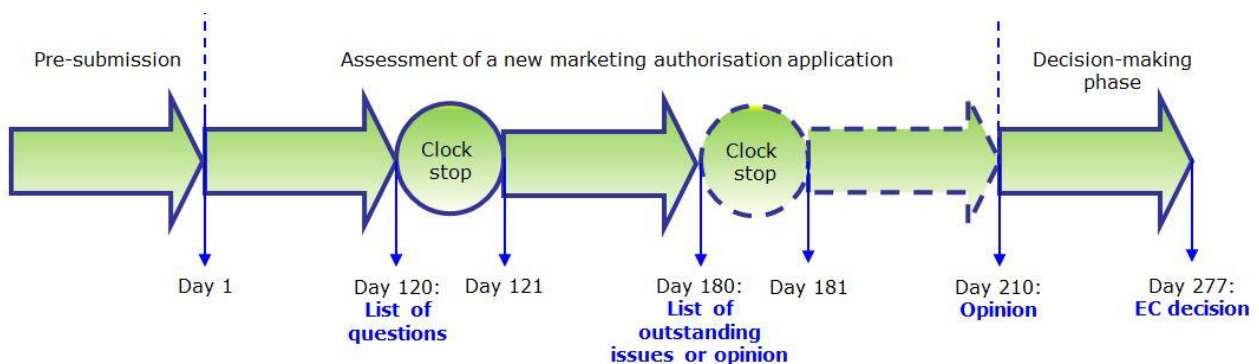 Pre-submission
Assessment of a new marketing authorisation application
Decision-making
phase
Clock
stop
Clock
stop
Day 1
Day 120:
List of
questions
Day 121
Day 180:
List of
outstanding
issues or opinion
Day 181
Day 210:
Opinion
Day 277:
EC decision